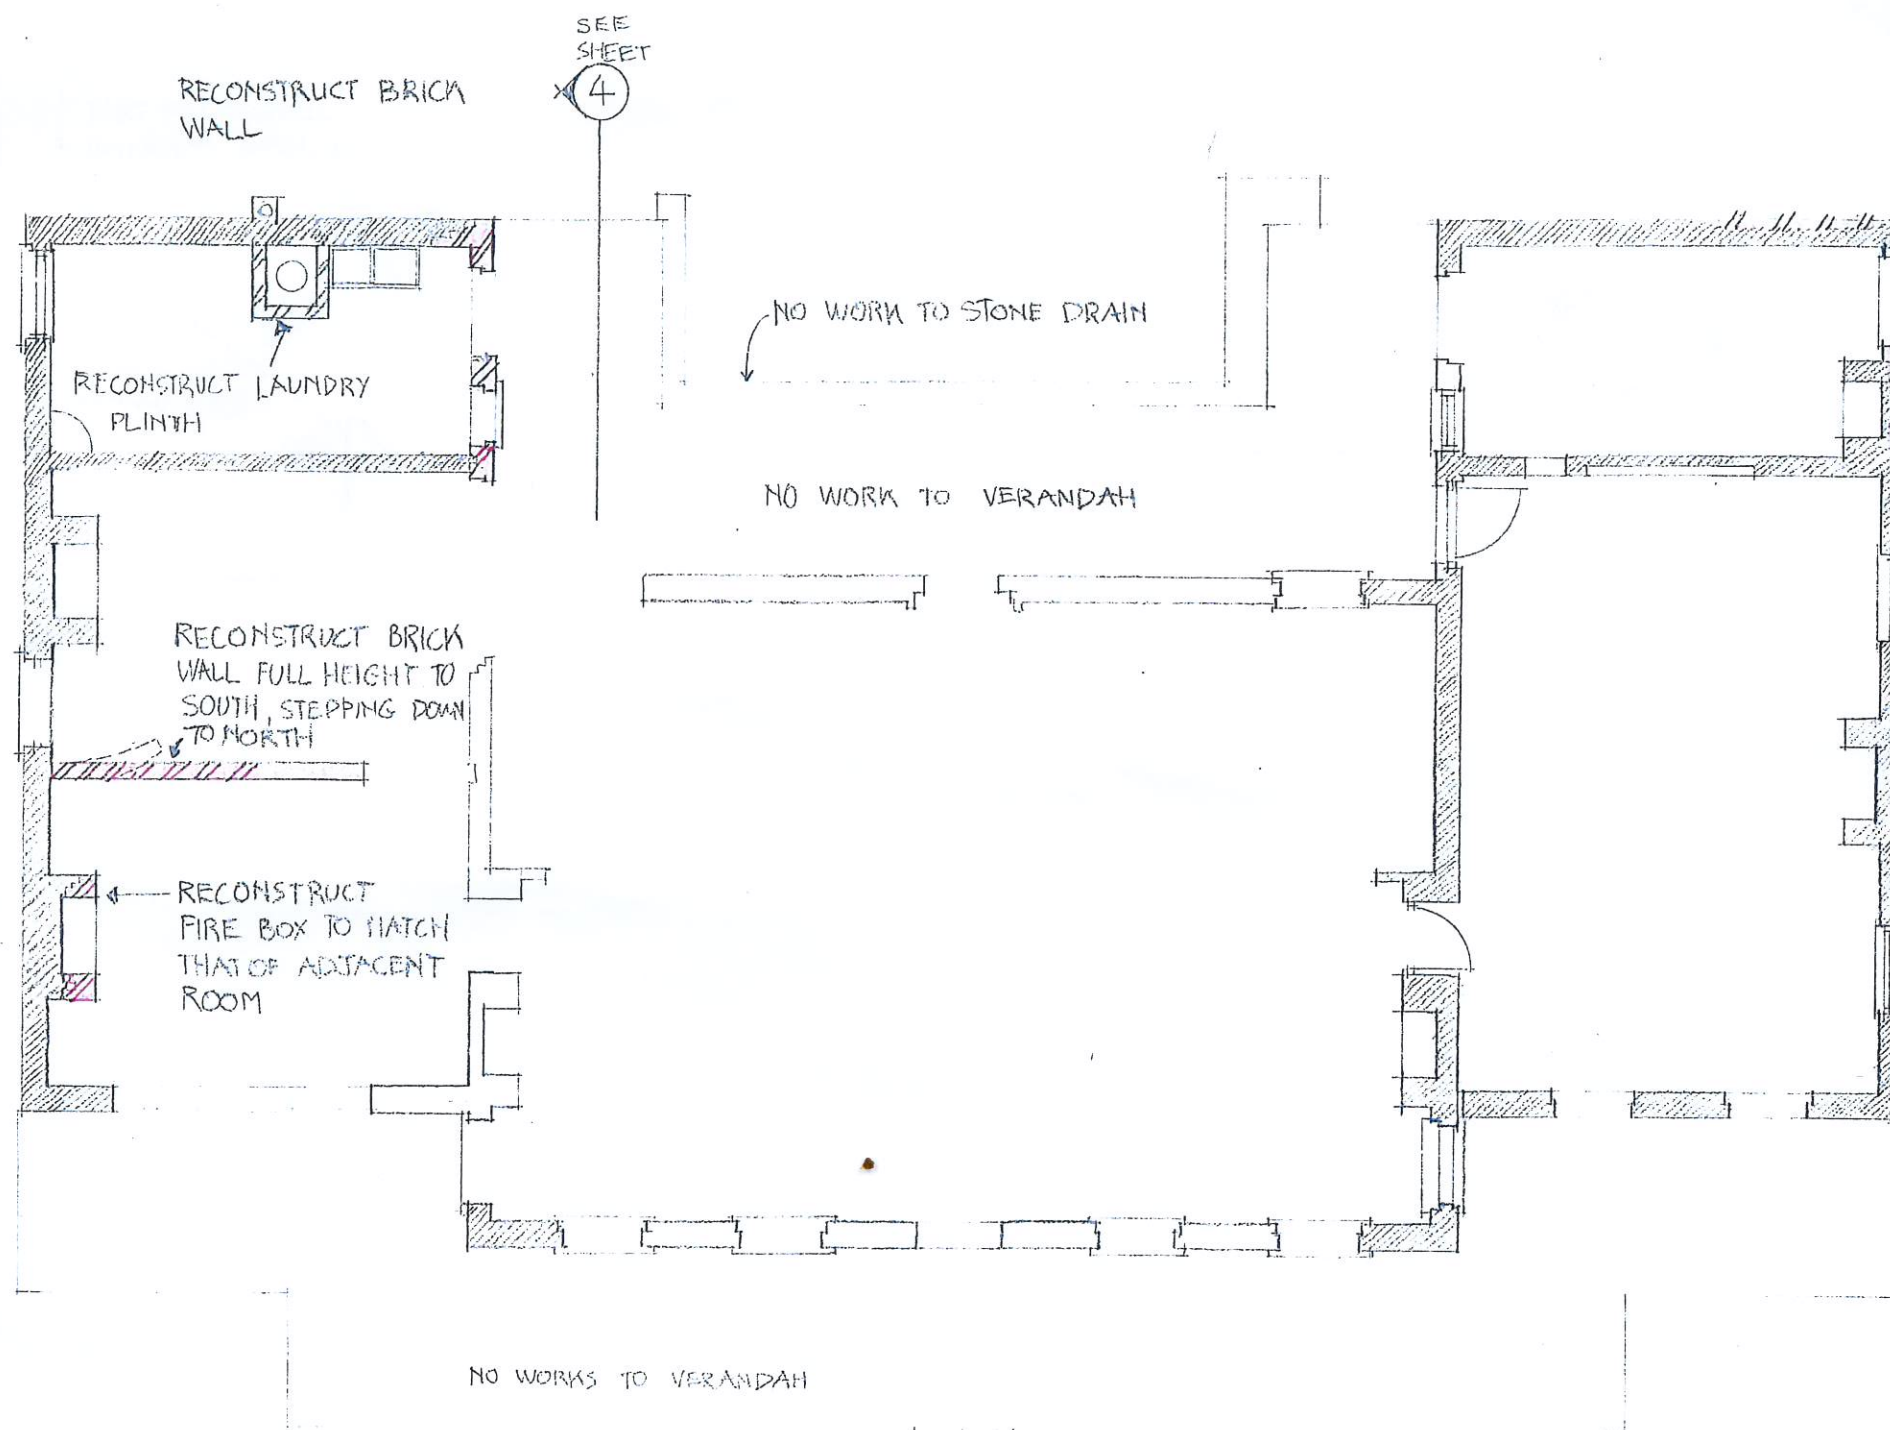 SEE
SHEET
4
RECONSTRUCT BRICK
WALL
NO WORK TO STONE DRAIN
RECONSTRUCT LAUNDRY
PLINTH
NO WORK TO VERANDAH
RECONSTRUCT BRICK
WALL FULL HEIGHT TO
SOUTH, STEPPING DOWN
TO NORTH
RECONSTRUCT
FIRE BOX TO MATCH
THAT OF ADJACENT
ROOM
NO WORKS TO VERANDAH